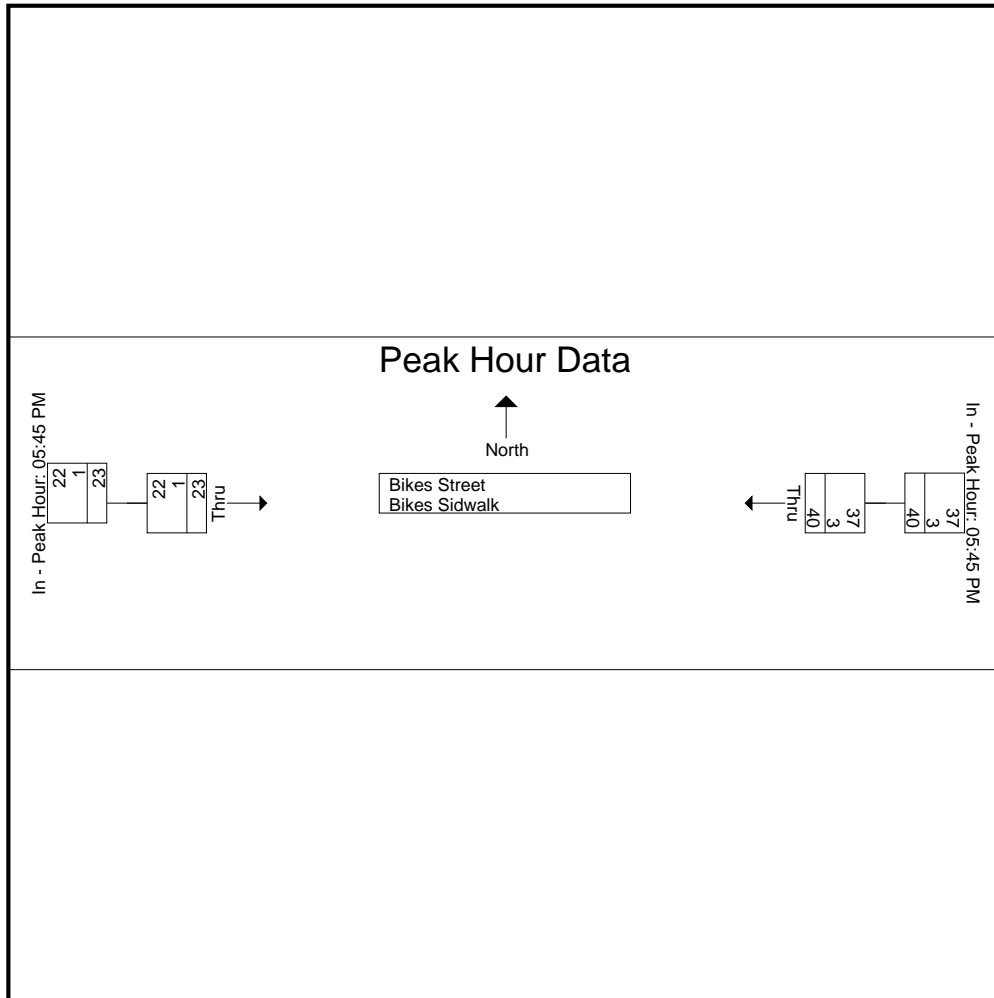 Peak Hour Data
North
Bikes Street
Bikes Sidwalk
In - Peak Hour: 05:45 PM
22
1
23
22
1
23
Thru
Thru
37
3
40
37
3
40
In - Peak Hour: 05:45 PM